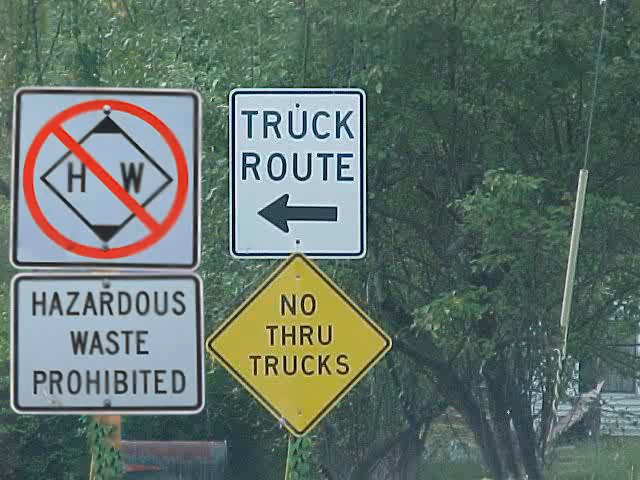 H W
HAZARDOUS
WASTE
PROHIBITED
TRUCK
ROUTE
NO
THRU
TRUCKS